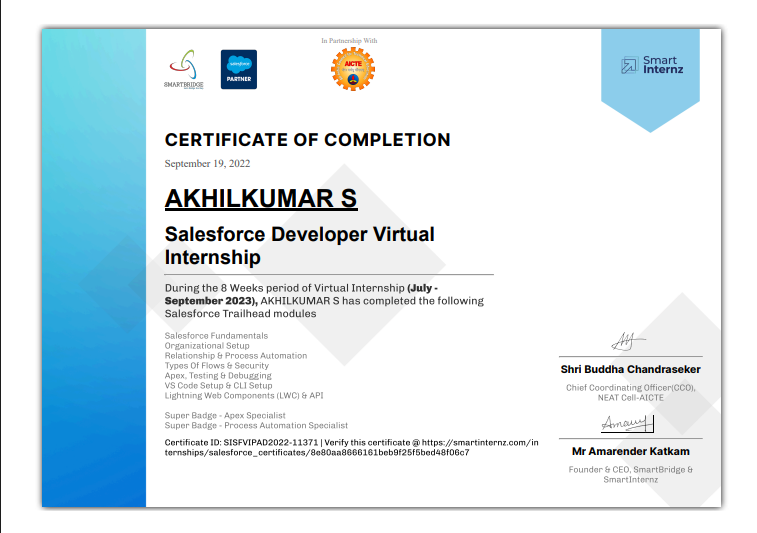 In Partnership With
SMARTBRIDGE
salesforce
PARTNER
AICTE
Smart
Internz
CERTIFICATE OF COMPLETION
September 19, 2022
AKHILKUMAR S
Salesforce Developer Virtual
Internship
During the 8 Weeks period of Virtual Internship (July -
September 2023), AKHILKUMAR S has completed the following
Salesforce Trailhead modules
Salesforce Fundamentals
Organizational Setup
Relationship & Process Automation
Types Of Flows & Security
Apex, Testing & Debugging
VS Code Setup & CLI Setup
Lightning Web Components (LWC) & API
Super Badge - Apex Specialist
Super Badge - Process Automation Specialist
Certificate ID: SISFVIPAD2022-11371 | Verify this certificate @ https://smartinternz.com/in
ternships/salesforce_certificates/8e80aa8666161beb9f25f5bed48f06c7
Shri Buddha Chandraseker
Chief Coordinating Officer(CCO),
NEAT Cell-AICTE
Mr Amarender Katkam
Founder & CEO, SmartBridge &
SmartInternz